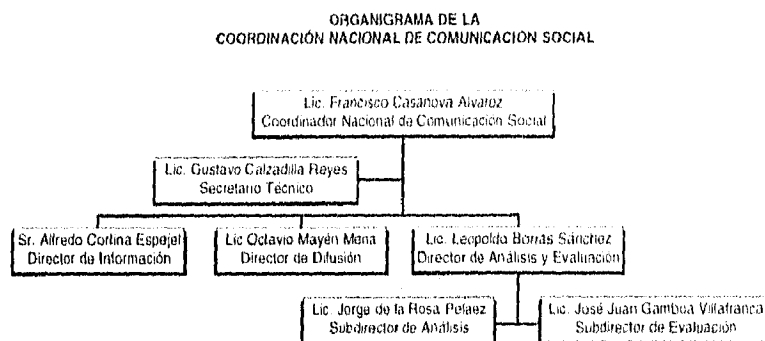 ORGANIGRAMA DE LA
COORDINACIÓN NACIONAL DE COMUNICACION SOCIAL
Lic. Francisco Casanova Alvarez
Coordinador Nacional de Comunicación Social
Lic. Gustavo Calzadilla Reyes
Secretario Técnico
Sr. Alfredo Cortina Espejel
Director de Información
Lic Octavio Mayén Mena
Director de Difusión
Lic. Leopoldo Borrás Sánchez
Director de Análisis y Evaluación
Lic. Jorge de la Rosa Pelaez
Subdirector de Análisis
Lic. José Juan Gamboa Villafranca
Subdirector de Evaluación